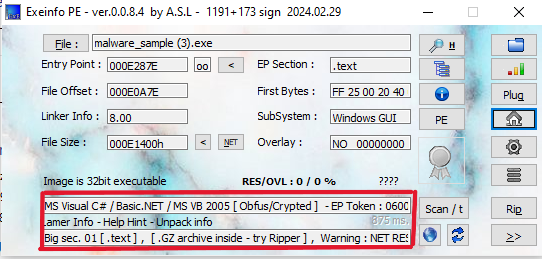 Exeinfo PE - ver.0.0.8.4 by A.S.L - 1191+173 sign 2024.02.29
File : malware_sample (3).exe H
Entry Point : 000E287E oo < EP Section : .text
File Offset : 000E0A7E First Bytes : FF 25 00 20 40 Plug
Linker Info : 8.00 SubSystem : Windows GUI PE
File Size : 000E1400h < NET Overlay : NO 00000000
Image is 32bit executable RES/OVL : 0 / 0 % ????
MS Visual C# / Basic.NET / MS VB 2005 [ Obfus/Crypted ] - EP Token : 0600 Scan / t Rip
Lamer Info - Help Hint - Unpack info 875 ms.
Big sec. 01 [ .text ] , [ .GZ archive inside - try Ripper ] , Warning : NET RES >>